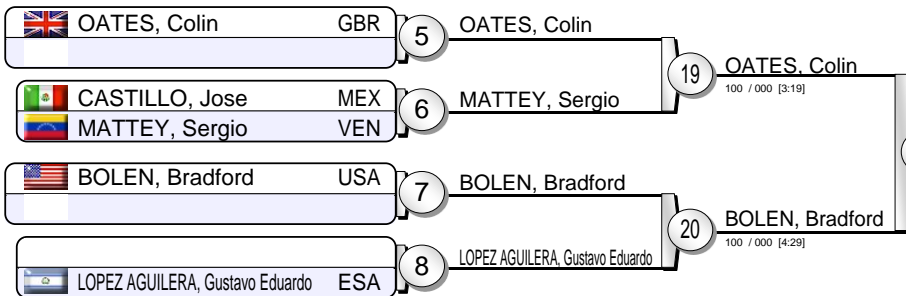 OATES, Colin GBR
5
OATES, Colin
19
OATES, Colin
100 / 000 [3:19]
CASTILLO, Jose MEX
MATTEY, Sergio VEN
6
MATTEY, Sergio
BOLEN, Bradford USA
7
BOLEN, Bradford
20
BOLEN, Bradford
100 / 000 [4:29]
LOPEZ AGUILERA, Gustavo Eduardo ESA
8
LOPEZ AGUILERA, Gustavo Eduardo